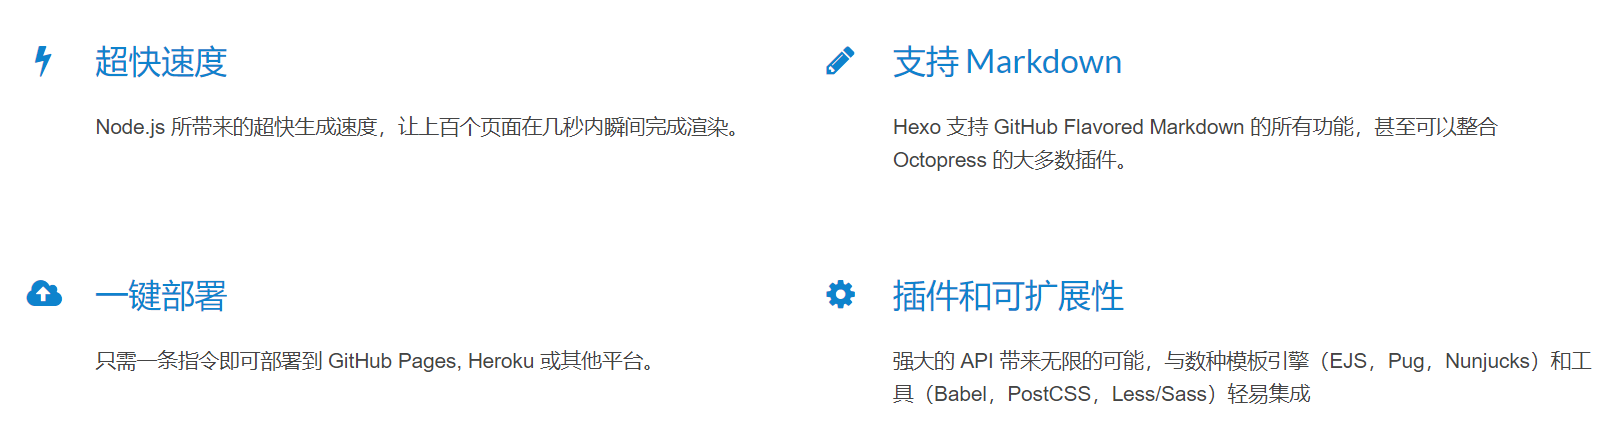 超快速度
Node.js 所带来的超快生成速度，让上百个页面在几秒内瞬间完成渲染。
支持 Markdown
Hexo 支持 GitHub Flavored Markdown 的所有功能，甚至可以整合
Octopress 的大多数插件。
一键部署
只需一条指令即可部署到 GitHub Pages, Heroku 或其他平台。
插件和可扩展性
强大的 API 带来无限的可能，与数种模板引擎（EJS，Pug，Nunjucks）和工
具（Babel，PostCSS，Less/Sass）轻易集成